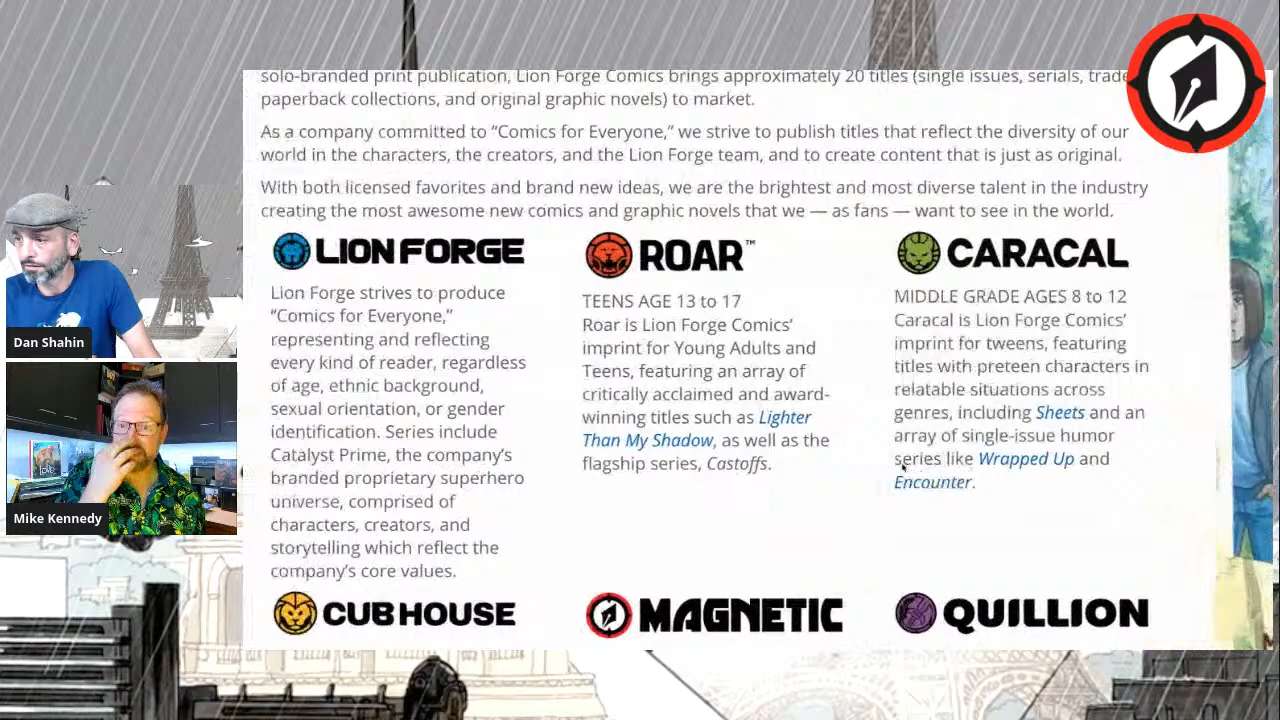 solo-branded print publication, Lion Forge Comics brings approximately 20 titles (single issues, serials, trade
paperback collections, and original graphic novels) to market.
As a company committed to “Comics for Everyone,” we strive to publish titles that reflect the diversity of our
world in the characters, the creators, and the Lion Forge team, and to create content that is just as original.
With both licensed favorites and brand new ideas, we are the brightest and most diverse talent in the industry
creating the most awesome new comics and graphic novels that we — as fans — want to see in the world.
LION FORGE
Lion Forge strives to produce
“Comics for Everyone,”
representing and reflecting
every kind of reader, regardless
of age, ethnic background,
sexual orientation, or gender
identification. Series include
Catalyst Prime, the company’s
branded proprietary superhero
universe, comprised of
characters, creators, and
storytelling which reflect the
company’s core values.
ROAR™
TEENS AGE 13 to 17
Roar is Lion Forge Comics’
imprint for Young Adults and
Teens, featuring an array of
critically acclaimed and award-
winning titles such as Lighter
Than My Shadow, as well as the
flagship series, Castoffs.
CARACAL
MIDDLE GRADE AGES 8 to 12
Caracal is Lion Forge Comics’
imprint for tweens, featuring
titles with preteen characters in
relatable situations across
genres, including Sheets and an
array of single-issue humor
series like Wrapped Up and
Encounter.
CUB HOUSE
MAGNETIC
QUILLION
Dan Shahin
Mike Kennedy